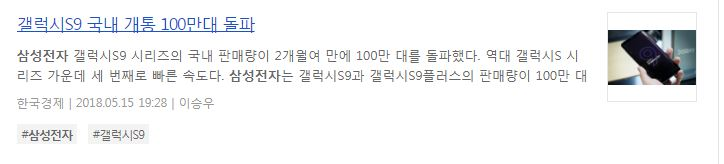 갤럭시S9 국내 개통 100만대 돌파
삼성전자 갤럭시S9 시리즈의 국내 판매량이 2개월여 만에 100만 대를 돌파했다. 역대 갤럭시S 시
리즈 가운데 세 번째로 빠른 속도다. 삼성전자는 갤럭시S9과 갤럭시S9플러스의 판매량이 100만 대
한국경제 | 2018.05.15 19:28 | 이승우
#삼성전자 #갤럭시S9